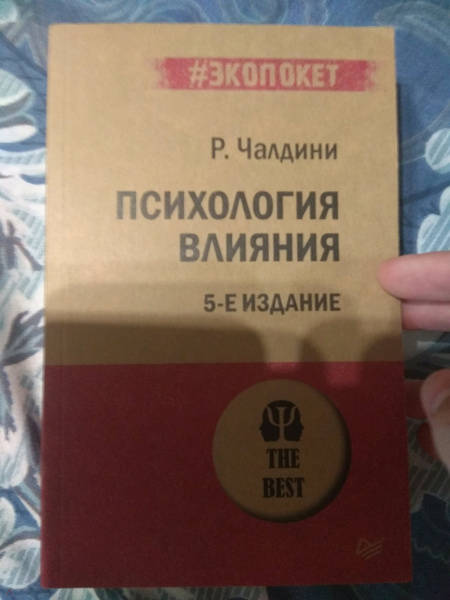 #ЭКОПОКЕТ
Р. Чалдини
ПСИХОЛОГИЯ
ВЛИЯНИЯ
5-Е ИЗДАНИЕ
THE
BEST